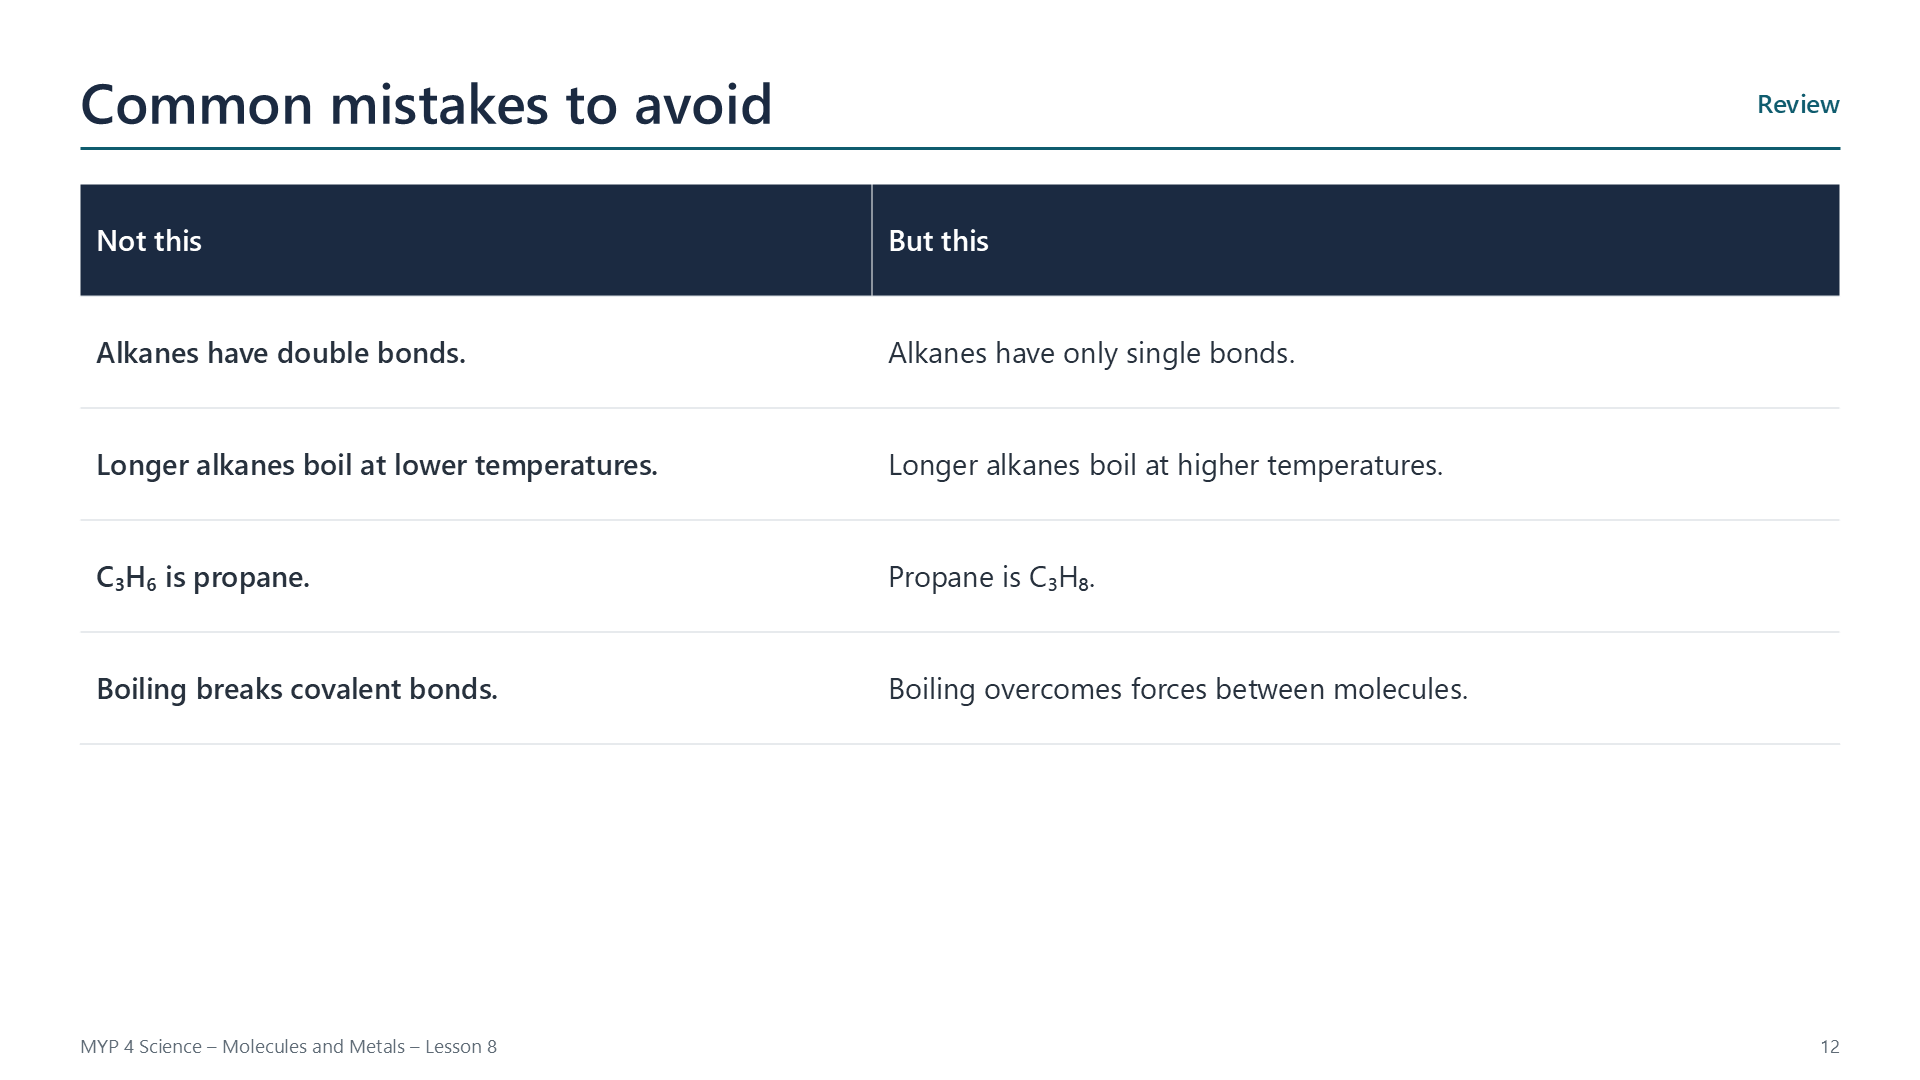 Common mistakes to avoid
Review
Not this
But this
Alkanes have double bonds.
Alkanes have only single bonds.
Longer alkanes boil at lower temperatures.
Longer alkanes boil at higher temperatures.
C₃H₆ is propane.
Propane is C₃H₈.
Boiling breaks covalent bonds.
Boiling overcomes forces between molecules.
MYP 4 Science – Molecules and Metals – Lesson 8
12